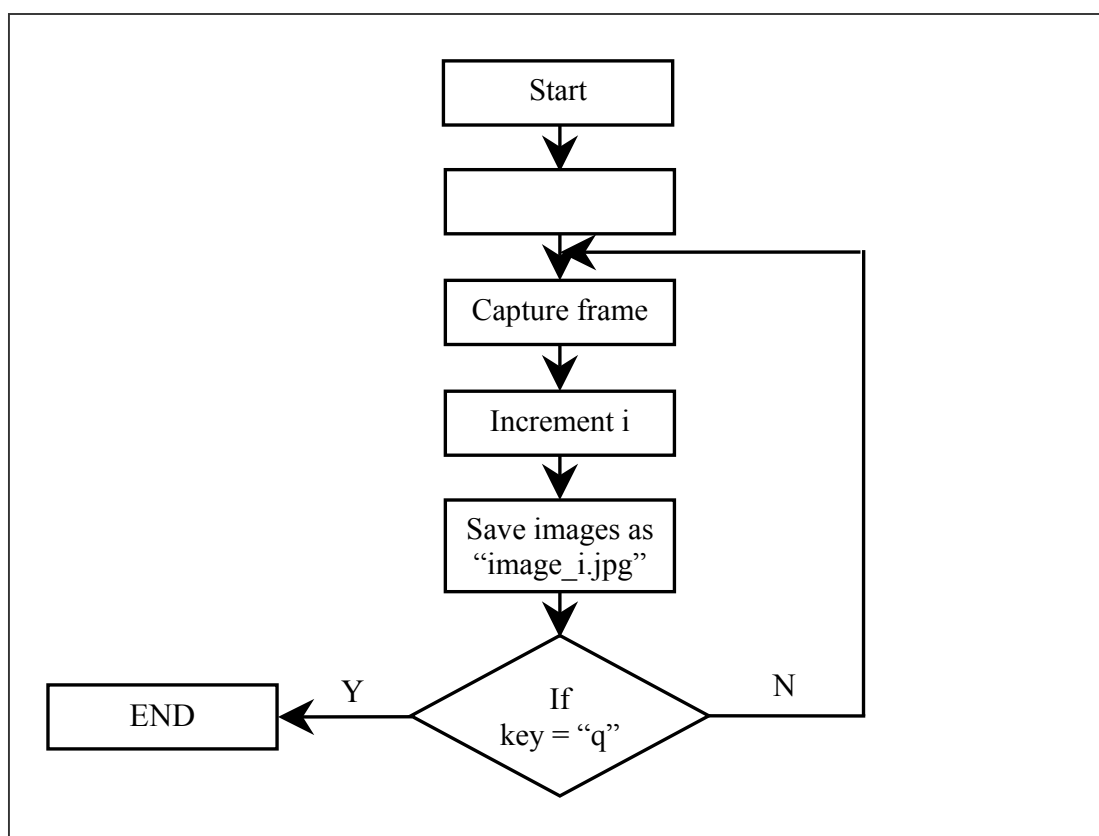 Start
Capture frame
Increment i
Save images as
“image_i.jpg”
If
key = “q”
Y
N
END